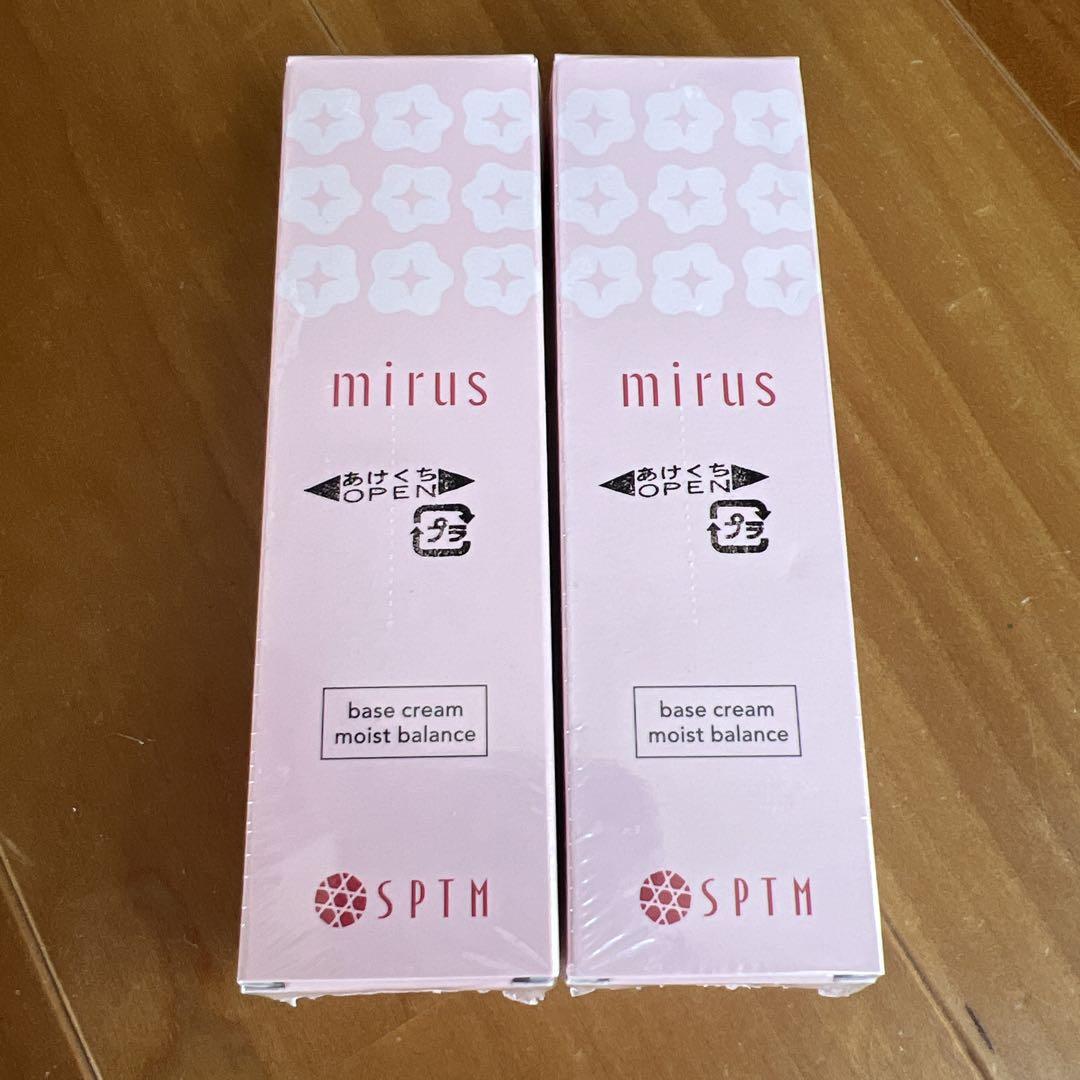 mirus
あけくち
OPEN
プラ
base cream
moist balance
SPTM
mirus
あけくち
OPEN
プラ
base cream
moist balance
SPTM